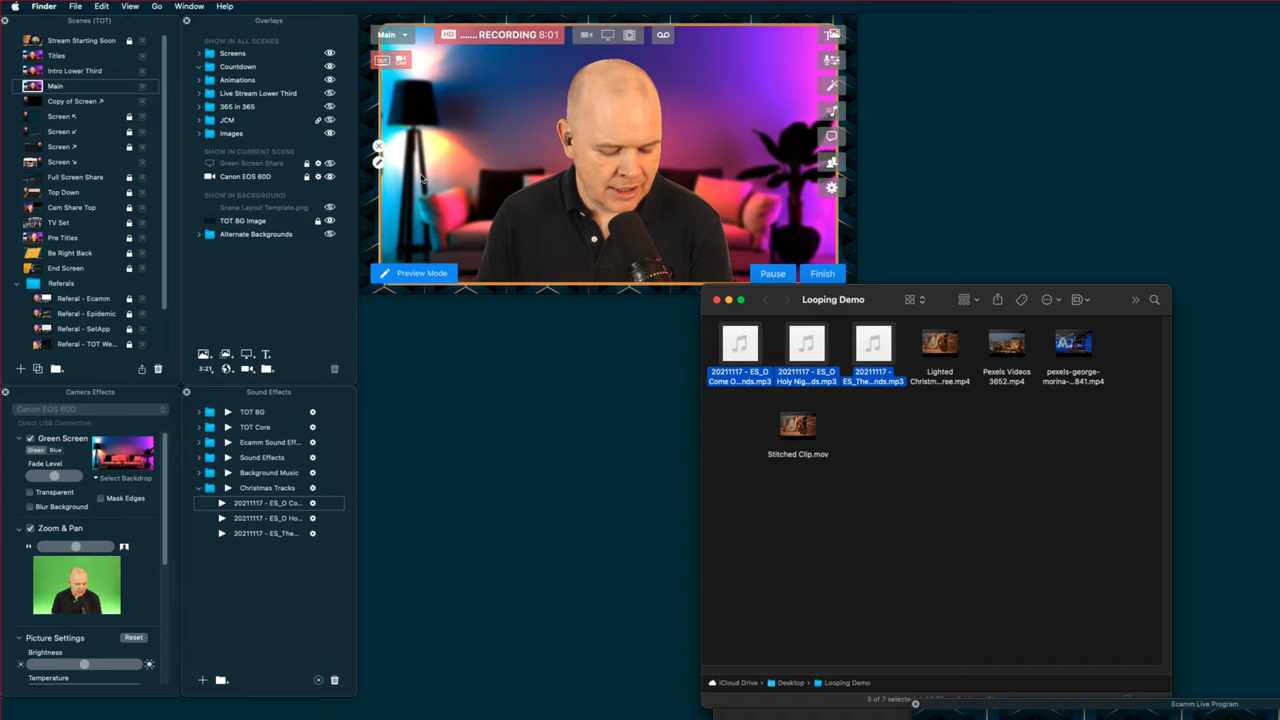 Finder File Edit View Go Window Help
Scenes (TOT)
Stream Starting Soon
Titles
Intro Lower Third
Main
Copy of Screen ↗
Screen ↖
Screen ↙
Screen ↗
Screen ↘
Full Screen Share
Top Down
Cam Share Top
TV Set
Pre Titles
Be Right Back
End Screen
Referals
Referal - Ecamm
Referal - Epidemic
Referal - SetApp
Referal - TOT We...
Overlays
SHOW IN ALL SCENES
Screens
Countdown
Animations
Live Stream Lower Third
365 in 365
JCM
Images
SHOW IN CURRENT SCENE
Green Screen Share
Canon EOS 60D
SHOW IN BACKGROUND
Scene Layout Template.png
TOT BG Image
Alternate Backgrounds
3:21
Camera Effects
Canon EOS 60D
Direct USB Connection
Green Screen
Green Blue
Fade Level
Select Backdrop
Transparent
Mask Edges
Blur Background
Zoom & Pan
Picture Settings Reset
Brightness
Temperature
Sound Effects
TOT BG
TOT Core
Ecamm Sound Eff...
Sound Effects
Background Music
Christmas Tracks
20211117 - ES_O Co...
20211117 - ES_O Ho...
20211117 - ES_The...
Main
HD ....... RECORDING 8:01
OUT CAM
Preview Mode
Pause Finish
Looping Demo
20211117 - ES_O
Come O...nds.mp3
20211117 - ES_O
Holy Nig...ds.mp3
20211117 -
ES_The...nds.mp3
Lighted
Christm...ree.mp4
Pexels Videos
3652.mp4
pexels-george-
morina-...841.mp4
Stitched Clip.mov
iCloud Drive › Desktop › Looping Demo
3 of 7 selected
Ecamm Live Program